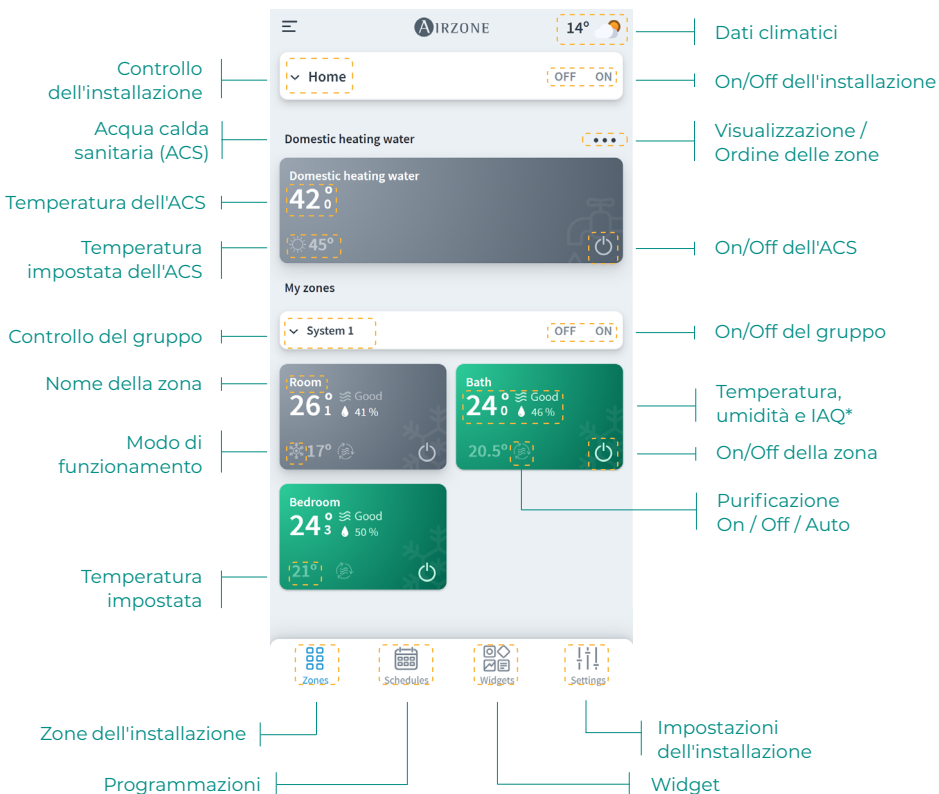 AIRZONE
14°
Dati climatici
Controllo
dell'installazione
Home
OFF ON
On/Off dell'installazione
Acqua calda
sanitaria (ACS)
Domestic heating water
Visualizzazione /
Ordine delle zone
Domestic heating water
Temperatura dell'ACS
42°0
Temperatura
impostata dell'ACS
45°
On/Off dell'ACS
My zones
Controllo del gruppo
System 1
OFF ON
On/Off del gruppo
Nome della zona
Room
26°1 Good
41 %
Bath
24°0 Good
46 %
Temperatura,
umidità e IAQ*
Modo di
funzionamento
17°
20.5°
On/Off della zona
Purificazione
On / Off / Auto
Bedroom
24°3 Good
50 %
Temperatura
impostata
21°
Zones
Schedules
Widgets
Settings
Zone dell'installazione
Impostazioni
dell'installazione
Programmazioni
Widget